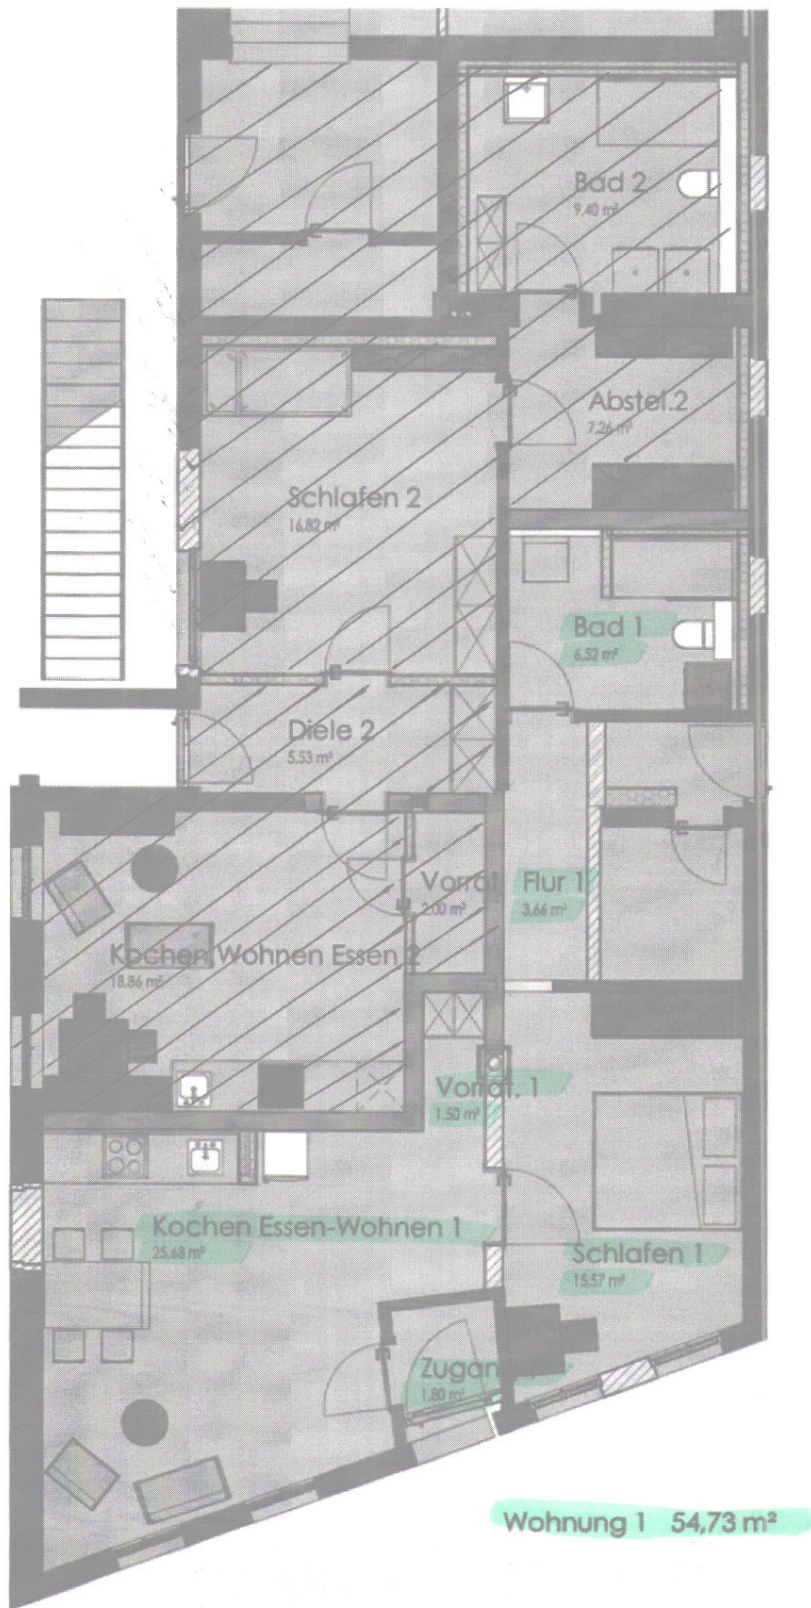 Bad 2
9.40 m²
Abstel.2
7.26 m²
Schlafen 2
16.82 m²
Bad 1
6.52 m²
Diele 2
5.53 m²
Vorrat
2.00 m²
Flur 1
3.66 m²
Kochen Wohnen Essen 2
18.86 m²
Vorrat. 1
1.50 m²
Kochen Essen-Wohnen 1
25.68 m²
Schlafen 1
15.57 m²
Zugang 1
1.80 m²
Wohnung 1 54,73 m²